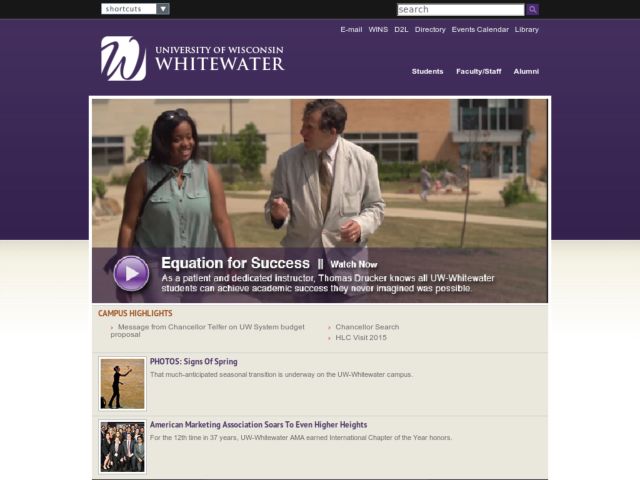 shortcuts
search
E-mail WINS D2L Directory Events Calendar Library
UNIVERSITY OF WISCONSIN
WHITEWATER
Students Faculty/Staff Alumni
Equation for Success || Watch Now
As a patient and dedicated instructor, Thomas Drucker knows all UW-Whitewater
students can achieve academic success they never imagined was possible.
CAMPUS HIGHLIGHTS
Message from Chancellor Telfer on UW System budget
proposal
Chancellor Search
HLC Visit 2015
PHOTOS: Signs Of Spring
That much-anticipated seasonal transition is underway on the UW-Whitewater campus.
American Marketing Association Soars To Even Higher Heights
For the 12th time in 37 years, UW-Whitewater AMA earned International Chapter of the Year honors.